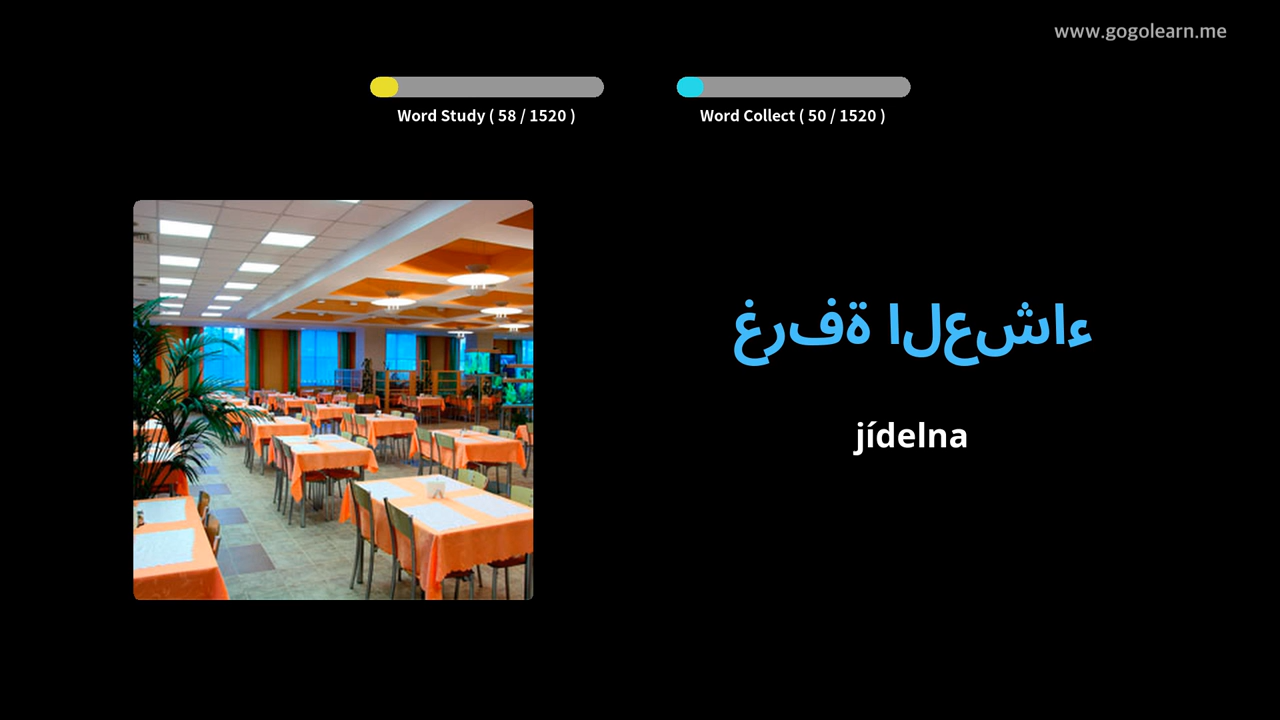 www.gogolearn.me
Word Study ( 58 / 1520 )
Word Collect ( 50 / 1520 )
غرفة العشاء
jídelna